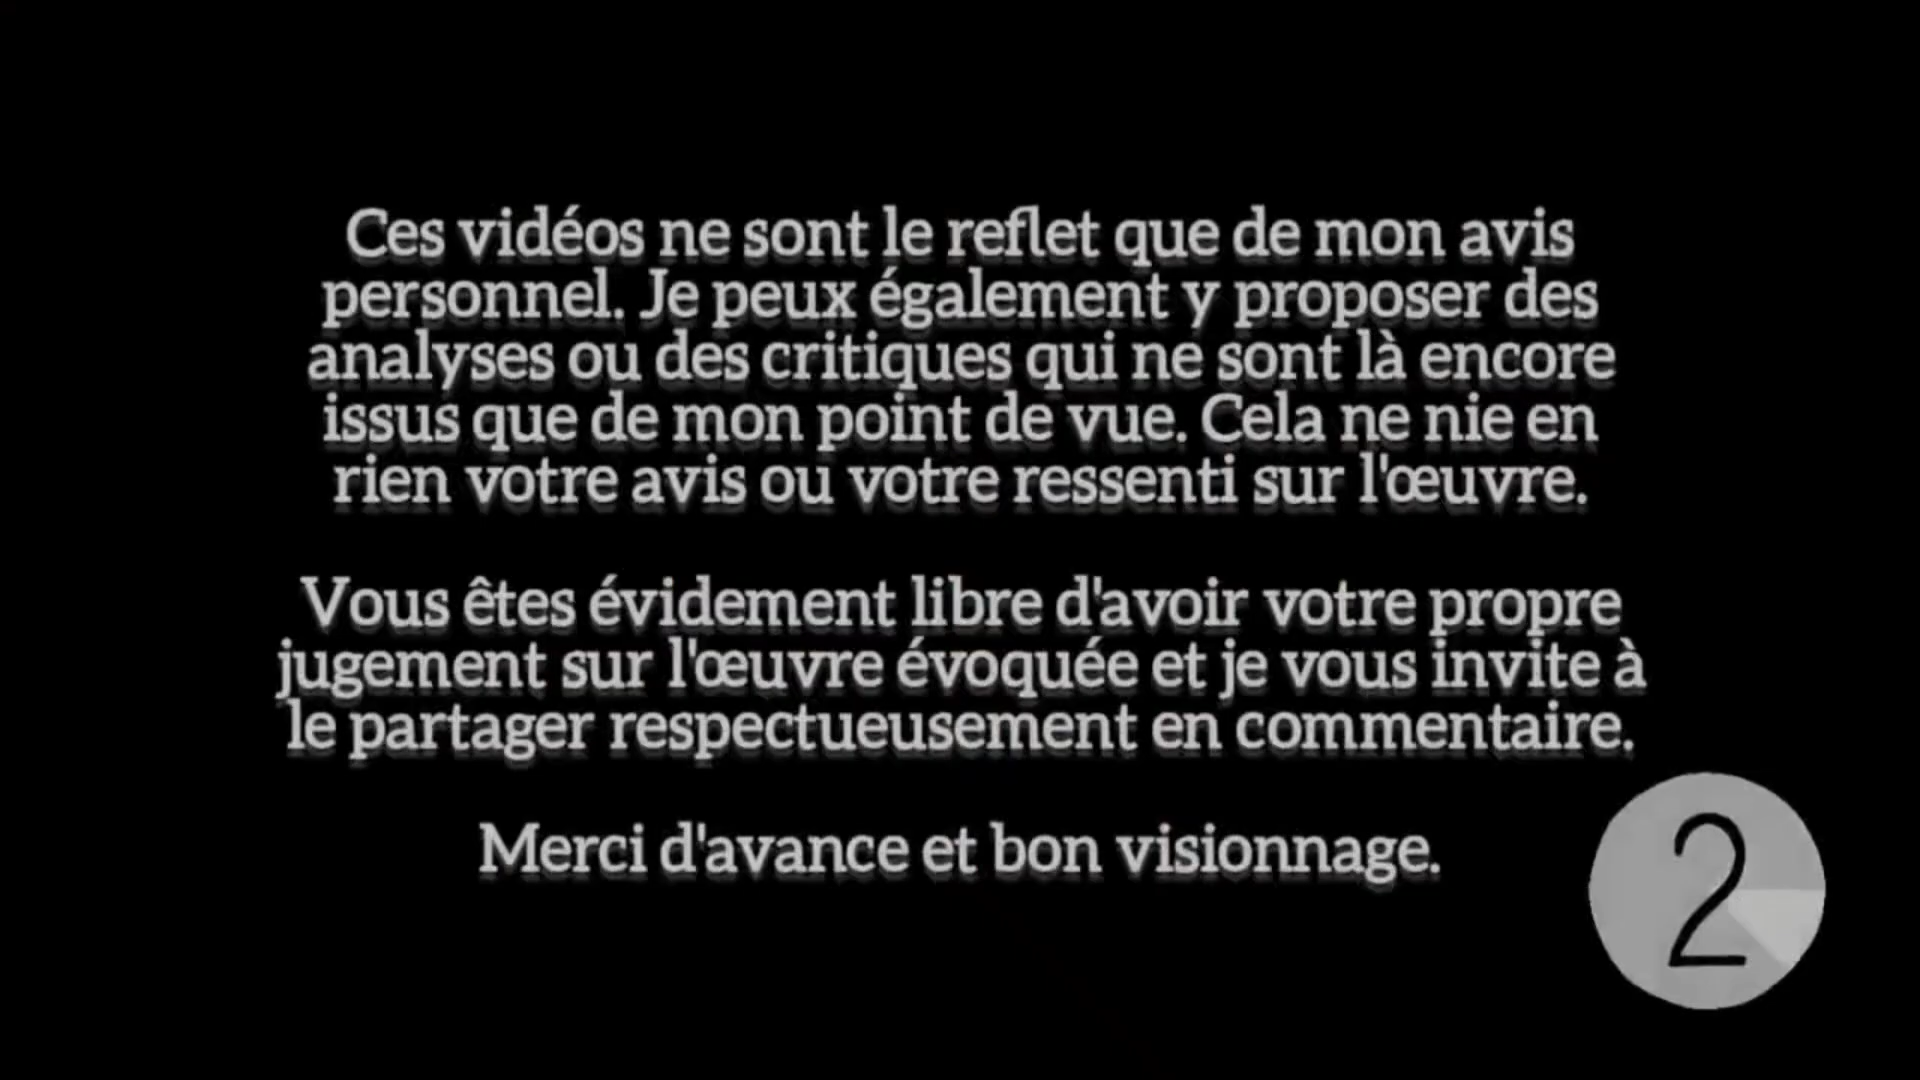 Ces vidéos ne sont le reflet que de mon avis
personnel. Je peux également y proposer des
analyses ou des critiques qui ne sont là encore
issus que de mon point de vue. Cela ne nie en
rien votre avis ou votre ressenti sur l'œuvre.
Vous êtes évidement libre d'avoir votre propre
jugement sur l'œuvre évoquée et je vous invite à
le partager respectueusement en commentaire.
Merci d'avance et bon visionnage.
2